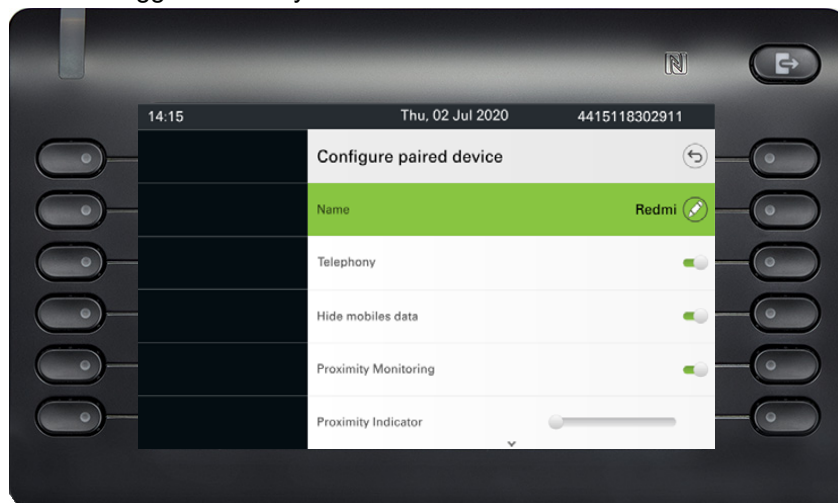 14:15 Thu, 02 Jul 2020 4415118302911
Configure paired device
Name Redmi
Telephony
Hide mobiles data
Proximity Monitoring
Proximity Indicator